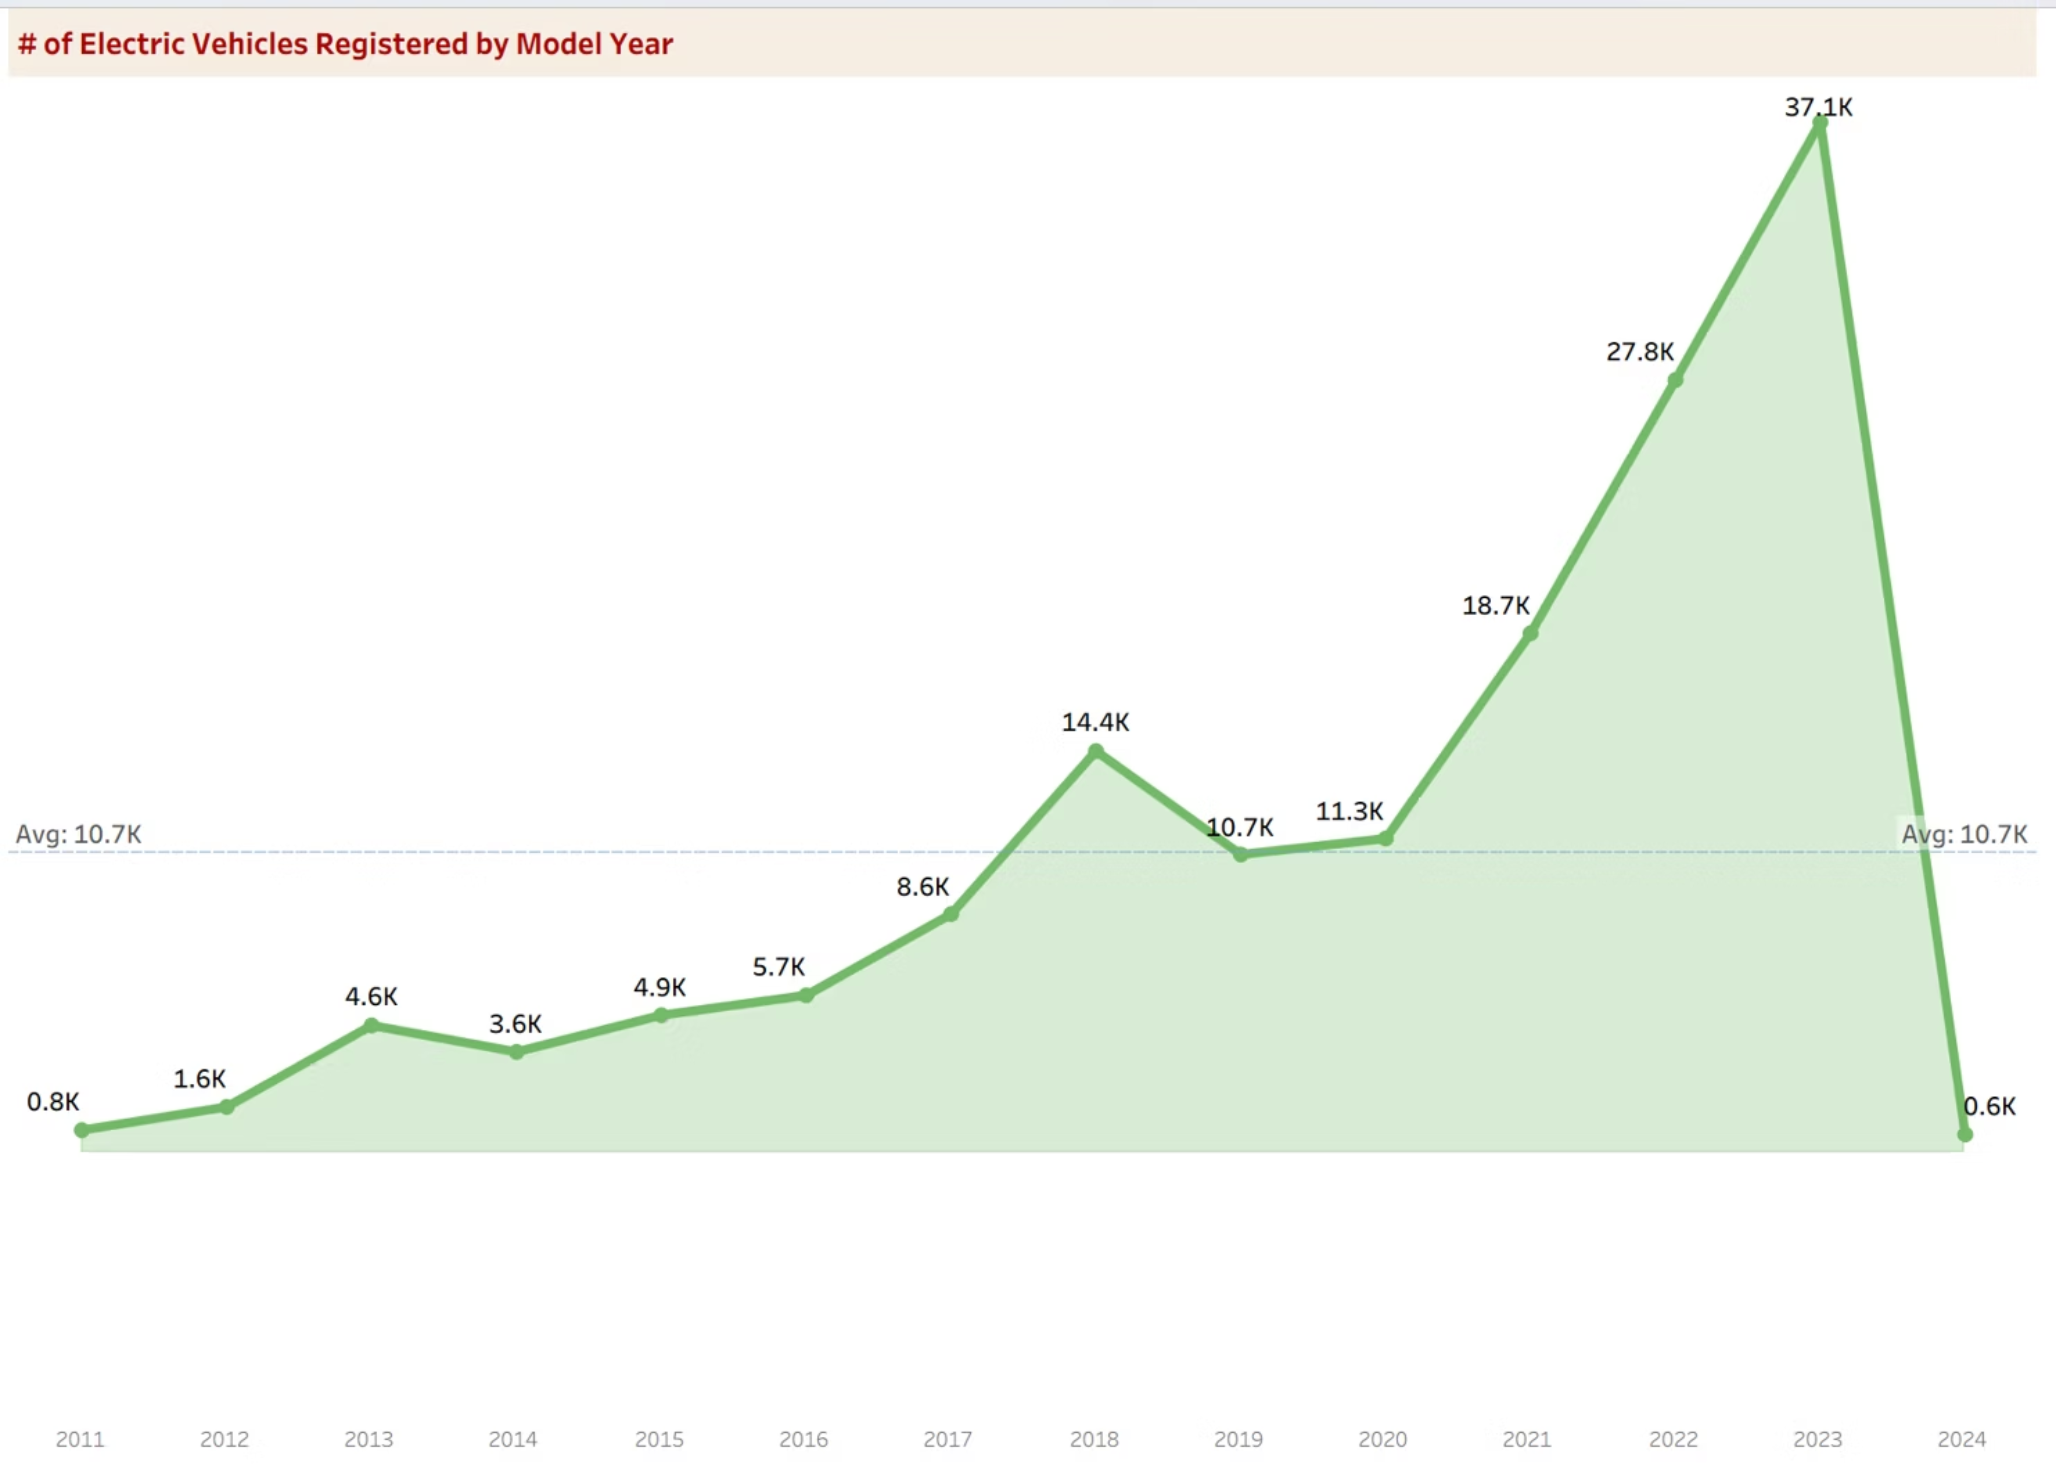 # of Electric Vehicles Registered by Model Year
37.1K
27.8K
18.7K
14.4K
11.3K
10.7K
Avg: 10.7K
Avg: 10.7K
8.6K
5.7K
4.9K
4.6K
3.6K
1.6K
0.8K
0.6K
2011 2012 2013 2014 2015 2016 2017 2018 2019 2020 2021 2022 2023 2024